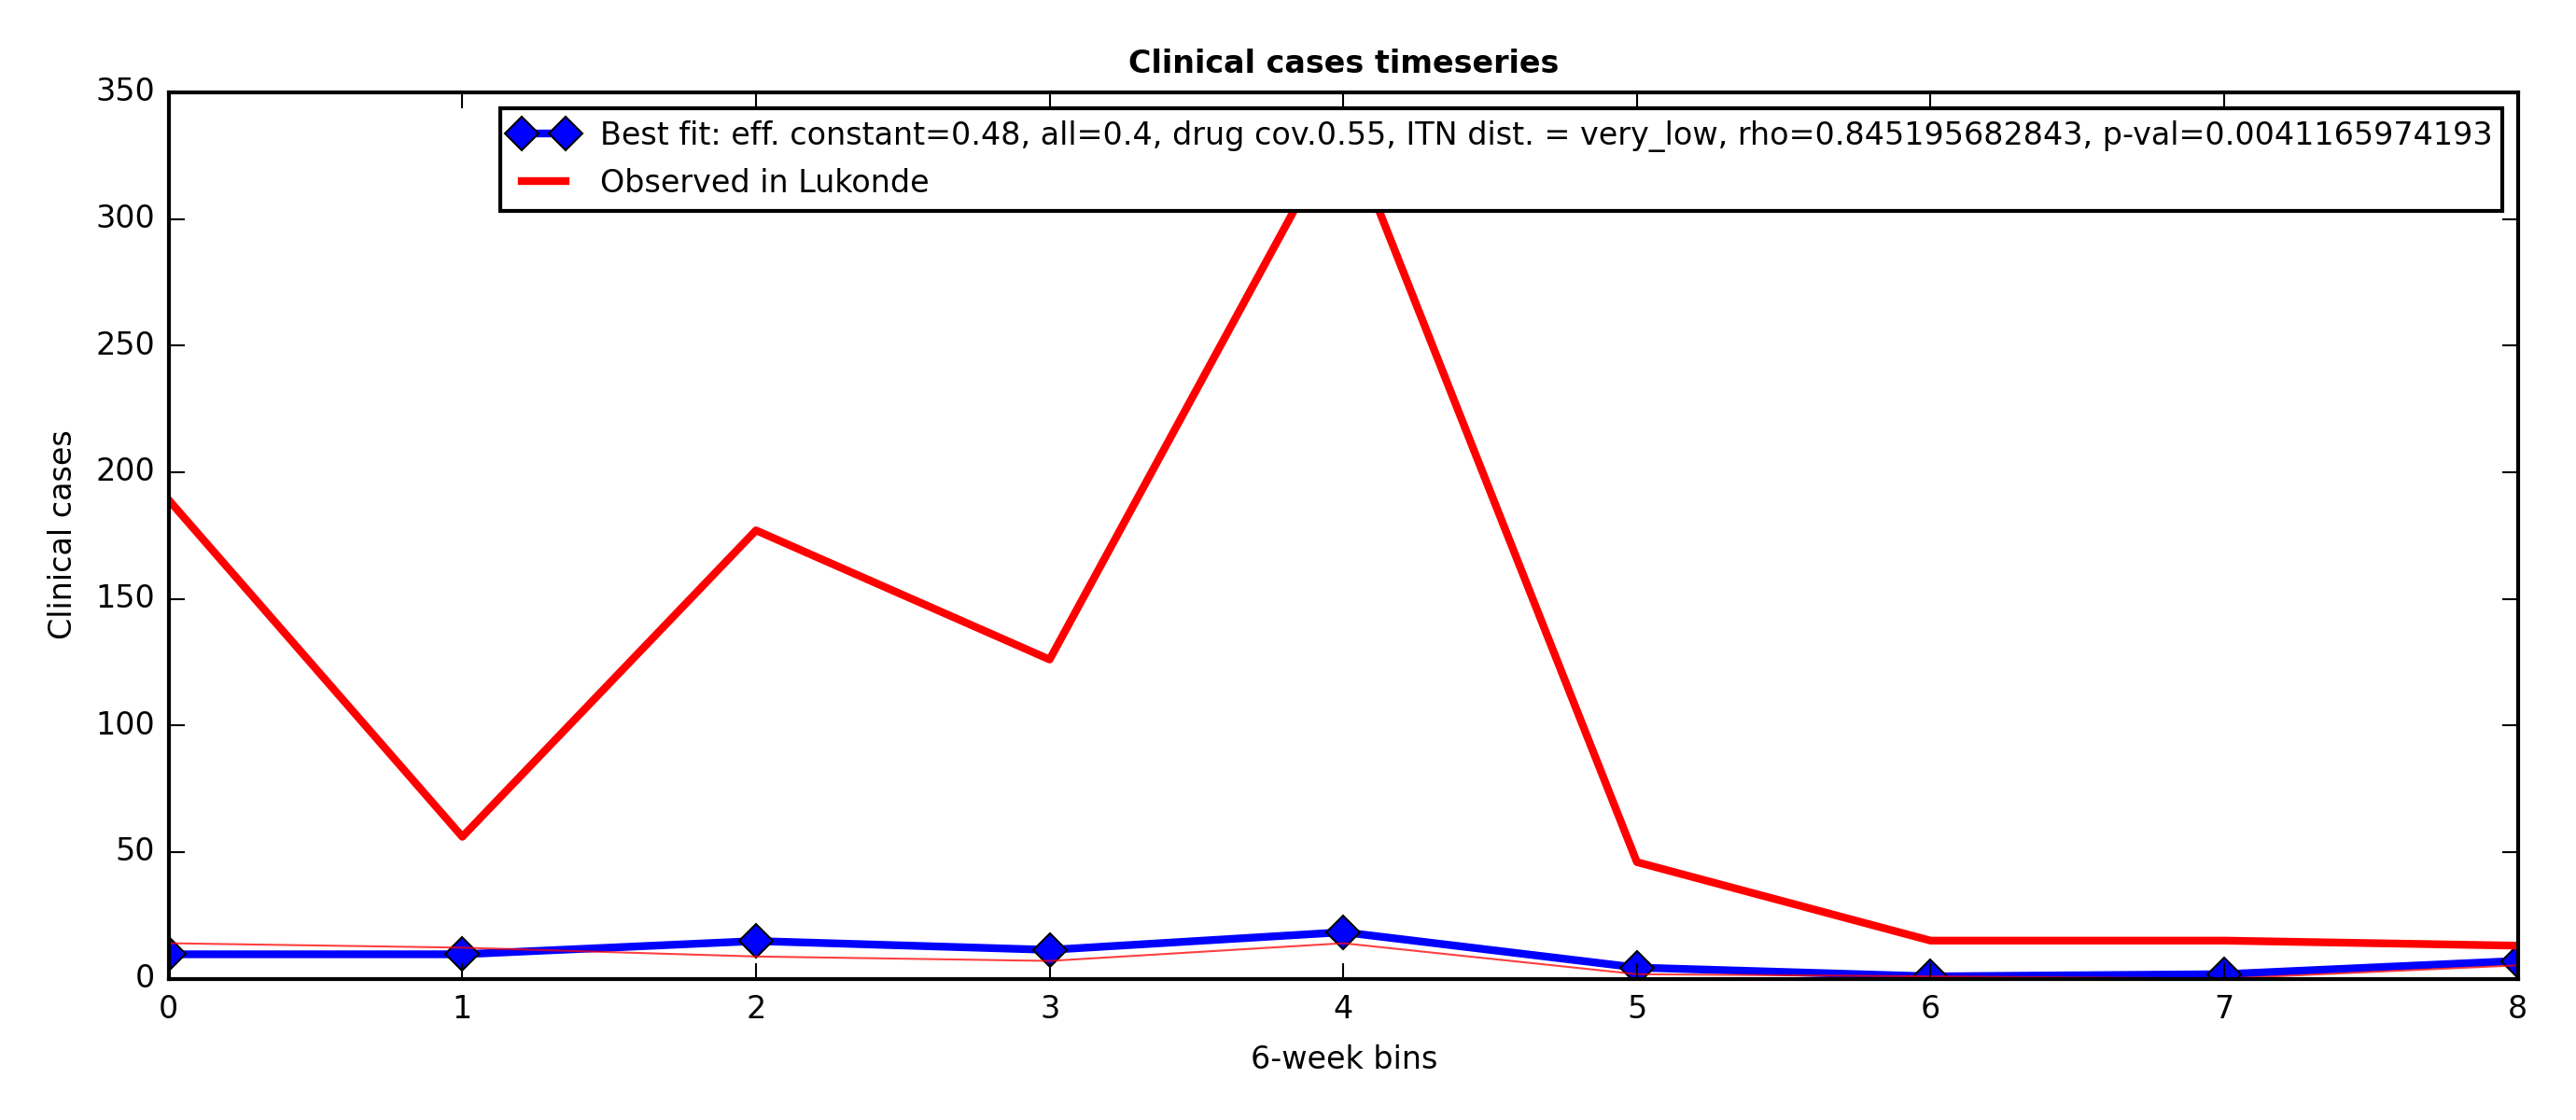 Clinical cases timeseries
350
300
250
200
150
100
50
0
Clinical cases
Best fit: eff. constant=0.48, all=0.4, drug cov.0.55, ITN dist. = very_low, rho=0.845195682843, p-val=0.0041165974193
Observed in Lukonde
0 1 2 3 4 5 6 7 8
6-week bins